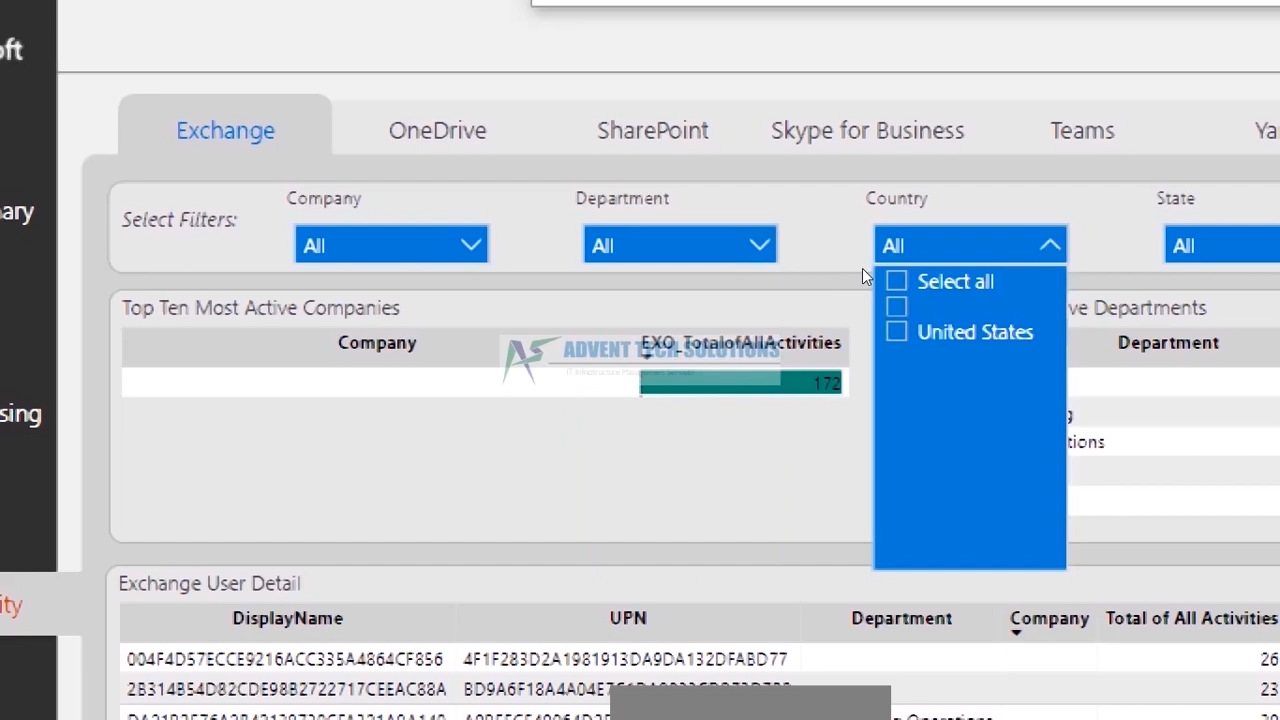 oft
ary
sing
ity
Exchange
OneDrive
SharePoint
Skype for Business
Teams
Ya
Select Filters:
Company
All
Department
All
Country
All
State
All
Select all
United States
Top Ten Most Active Companies
Company
EXO_TotalofAllActivities
172
ADVENT TECH SOLUTIONS
ve Departments
Department
g
tions
Exchange User Detail
DisplayName UPN Department Company Total of All Activities
004F4D57ECCE9216ACC335A4864CF856 4F1F283D2A1981913DA9DA132DFABD77 26
2B314B54D82CDE98B2722717CEEAC88A 23